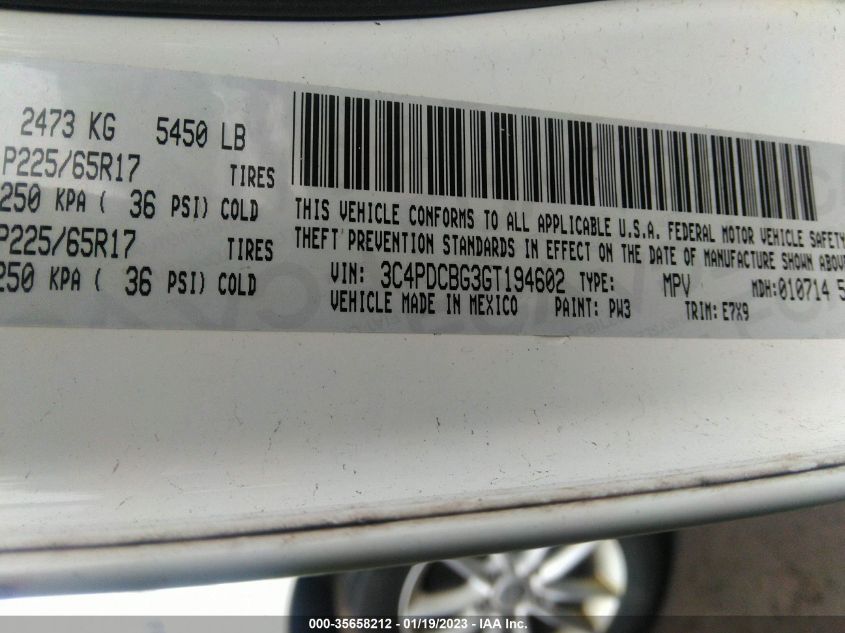 2473 KG 5450 LB
P225/65R17 TIRES
250 KPA ( 36 PSI) COLD
P225/65R17 TIRES
250 KPA ( 36 PSI) COLD
THIS VEHICLE CONFORMS TO ALL APPLICABLE U.S.A. FEDERAL MOTOR VEHICLE SAFETY
THEFT PREVENTION STANDARDS IN EFFECT ON THE DATE OF MANUFACTURE SHOWN ABOV
VIN: 3C4PDCBG3GT194602 TYPE: MPV MDH:010714 5
VEHICLE MADE IN MEXICO PAINT: PW3 TRIM: E7X9
000-35658212 — 01/19/2023 — IAA Inc.